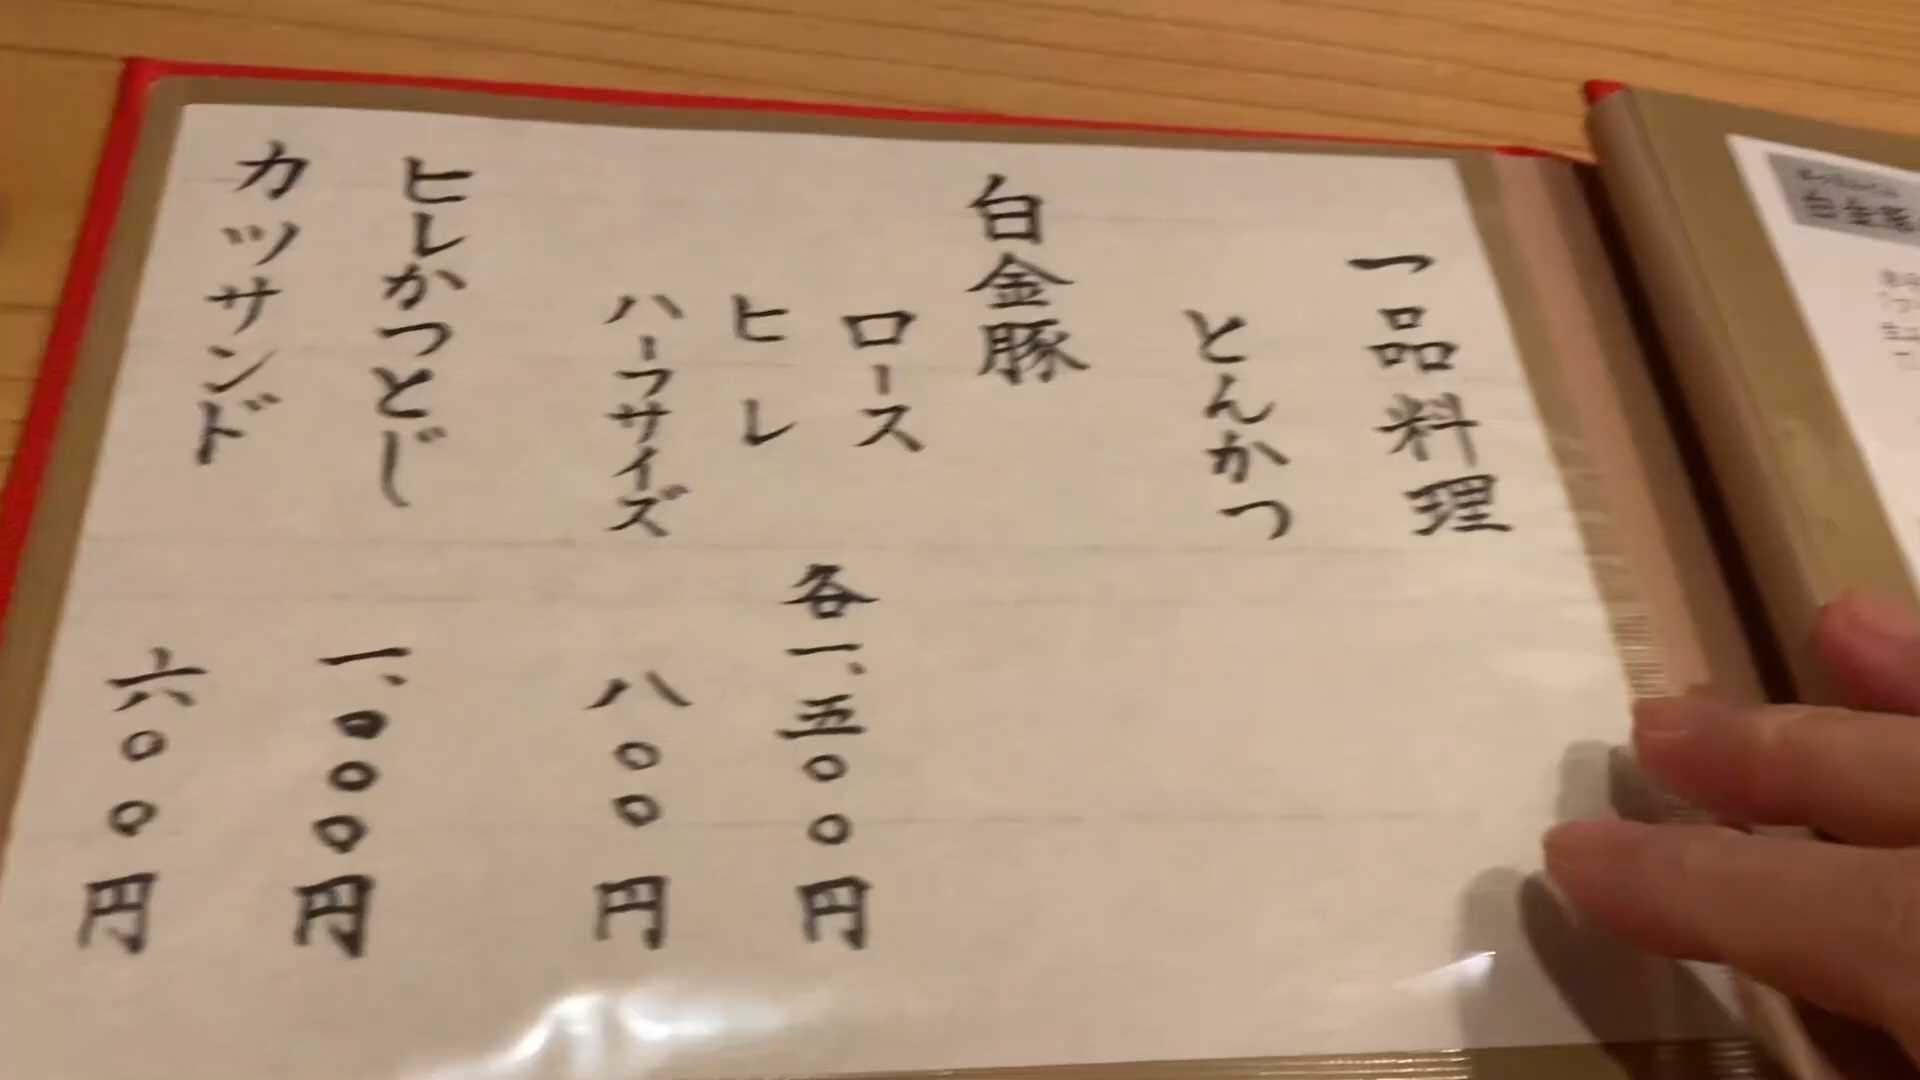 一品料理
とんかつ
白金豚
ロース
ヒレ
各一、五〇〇円
ハーフサイズ 八〇〇円
ヒレかつとじ 一、〇〇〇円
カツサンド 六〇〇円
白金豚